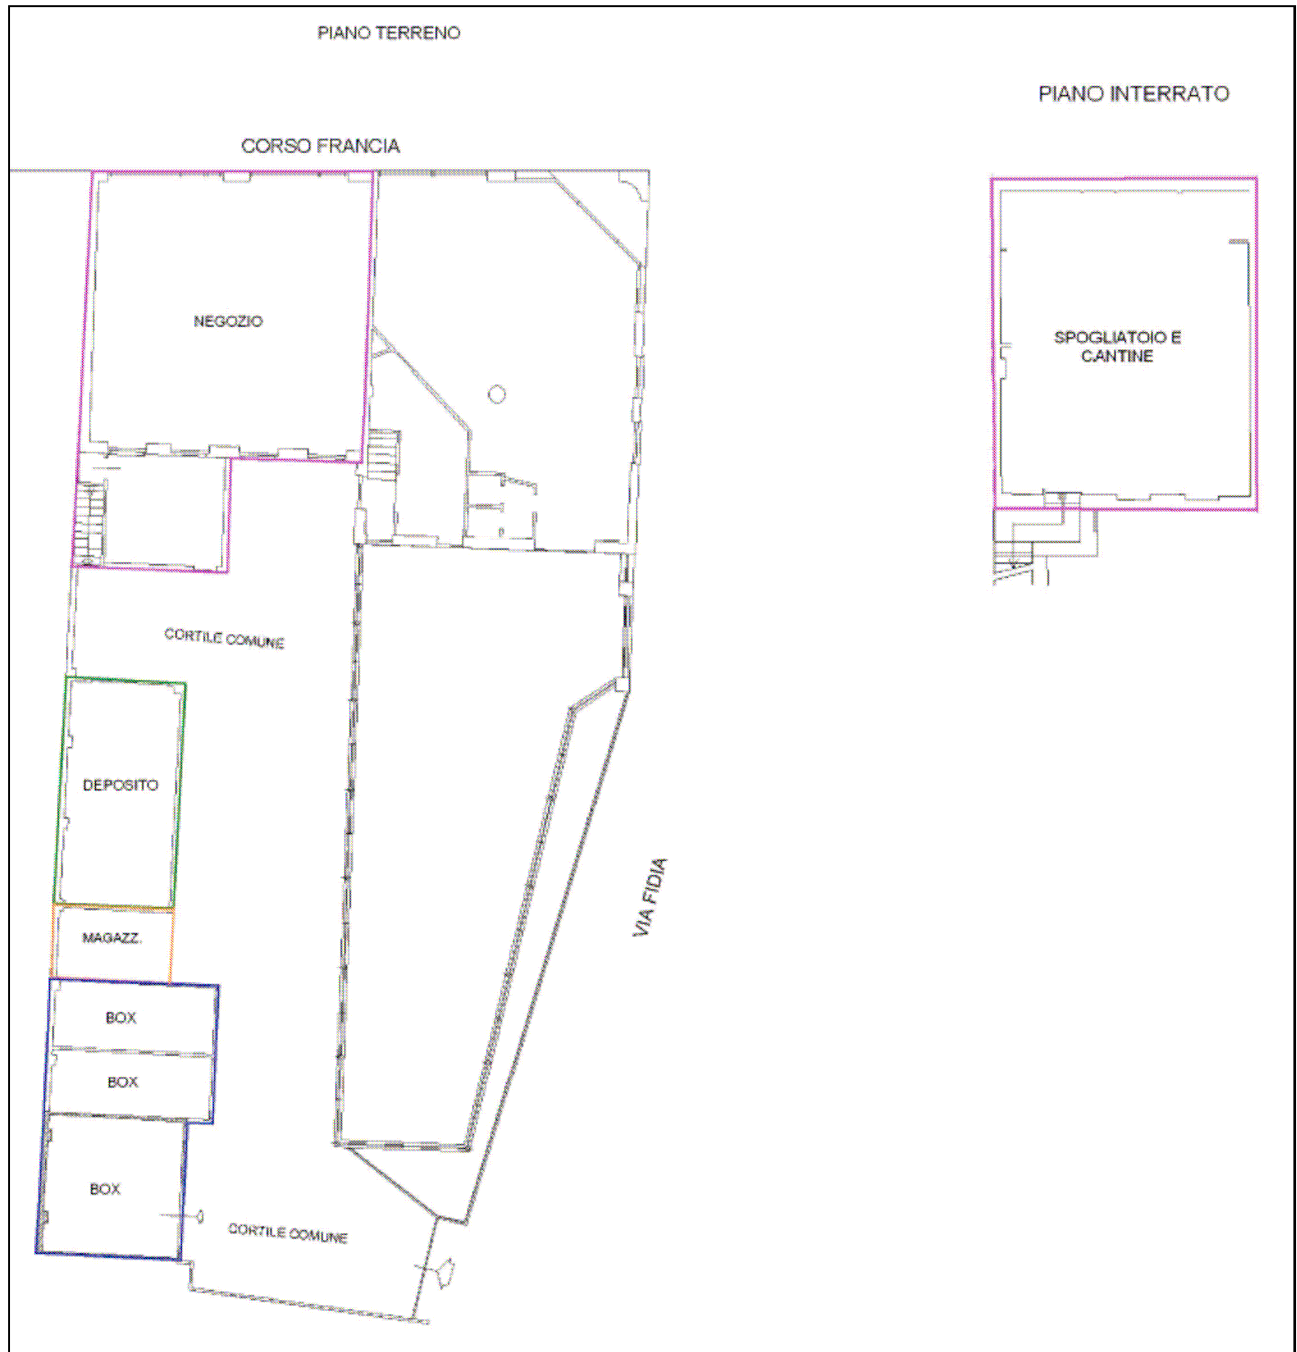 PIANO TERRENO
PIANO INTERRATO
CORSO FRANCIA
NEGOZIO
SPOGLIATOIO E
CANTINE
CORTILE COMUNE
DEPOSITO
VIA FIDIA
MAGAZZ.
BOX
BOX
BOX
CORTILE COMUNE